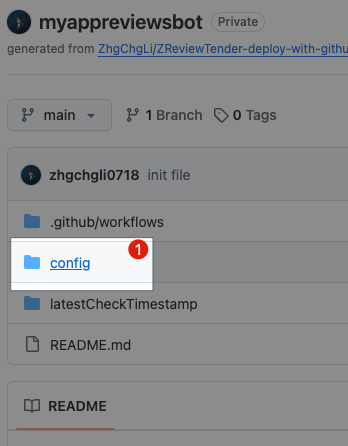 myappreviewsbot Private
generated from ZhgChgLi/ZReviewTender-deploy-with-githu
main 1 Branch 0 Tags
zhgchgli0718 init file
.github/workflows
config 1
latestCheckTimestamp
README.md
README